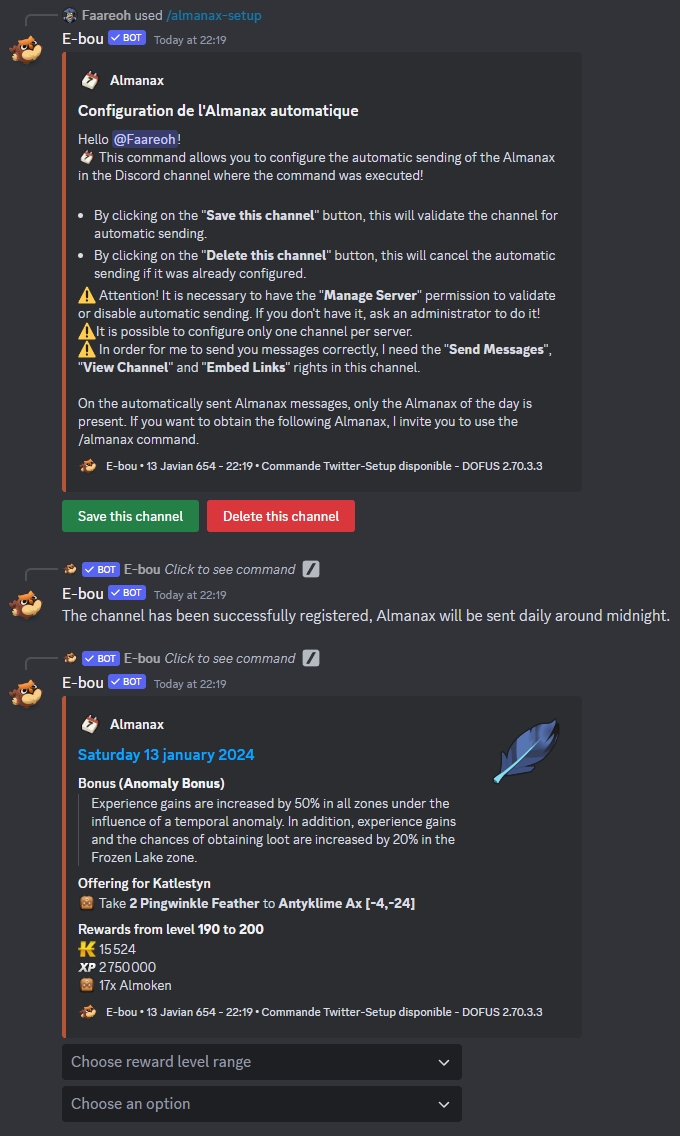 Faareoh used /almanax-setup
E-bou BOT Today at 22:19
Almanax
Configuration de l'Almanax automatique
Hello @Faareoh!
This command allows you to configure the automatic sending of the Almanax
in the Discord channel where the command was executed!
• By clicking on the "Save this channel" button, this will validate the channel for
automatic sending.
• By clicking on the "Delete this channel" button, this will cancel the automatic
sending if it was already configured.
⚠️ Attention! It is necessary to have the "Manage Server" permission to validate
or disable automatic sending. If you don't have it, ask an administrator to do it!
⚠️It is possible to configure only one channel per server.
⚠️ In order for me to send you messages correctly, I need the "Send Messages",
"View Channel" and "Embed Links" rights in this channel.
On the automatically sent Almanax messages, only the Almanax of the day is
present. If you want to obtain the following Almanax, I invite you to use the
/almanax command.
E-bou • 13 Javian 654 - 22:19 • Commande Twitter-Setup disponible - DOFUS 2.70.3.3
Save this channel Delete this channel
BOT E-bou Click to see command
E-bou BOT Today at 22:19
The channel has been successfully registered, Almanax will be sent daily around midnight.
BOT E-bou Click to see command
E-bou BOT Today at 22:19
Almanax
Saturday 13 january 2024
Bonus (Anomaly Bonus)
Experience gains are increased by 50% in all zones under the
influence of a temporal anomaly. In addition, experience gains
and the chances of obtaining loot are increased by 20% in the
Frozen Lake zone.
Offering for Katlestyn
Take 2 Pingwinkle Feather to Antyklime Ax [-4,-24]
Rewards from level 190 to 200
K 15 524
XP 2 750 000
17x Almoken
E-bou • 13 Javian 654 - 22:19 • Commande Twitter-Setup disponible - DOFUS 2.70.3.3
Choose reward level range
Choose an option